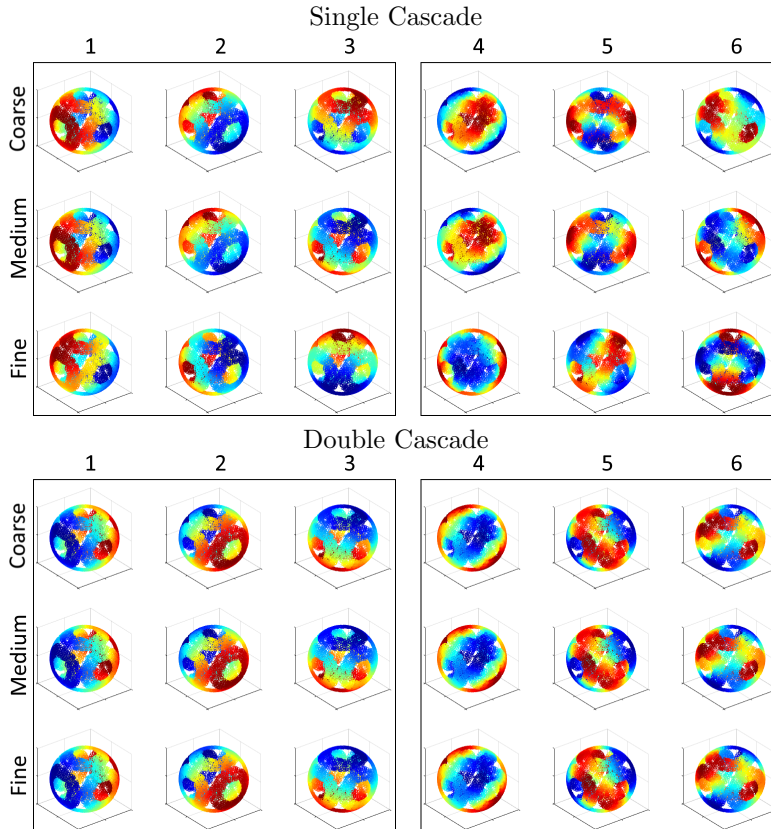 Single Cascade
1 2 3 4 5 6
Coarse
Medium
Fine
Double Cascade
1 2 3 4 5 6
Coarse
Medium
Fine